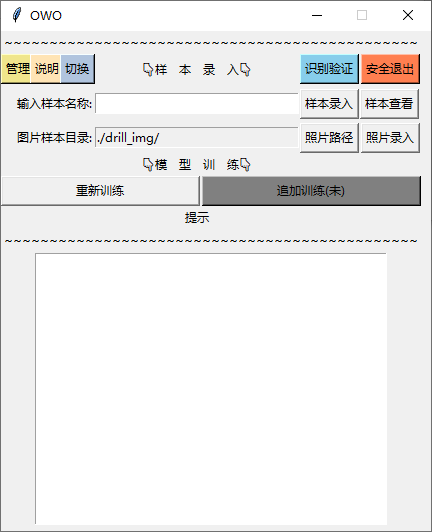 OWO
~~~~~~~~~~~~~~~~~~~~~~~~~~~~~~~~~~~~~~~~~~
管理 说明 切换 👇样 本 录 入👇 识别验证 安全退出
输入样本名称: 样本录入 样本查看
图片样本目录: ./drill_img/ 照片路径 照片录入
👇模 型 训 练👇
重新训练 追加训练(未)
提示
~~~~~~~~~~~~~~~~~~~~~~~~~~~~~~~~~~~~~~~~~~